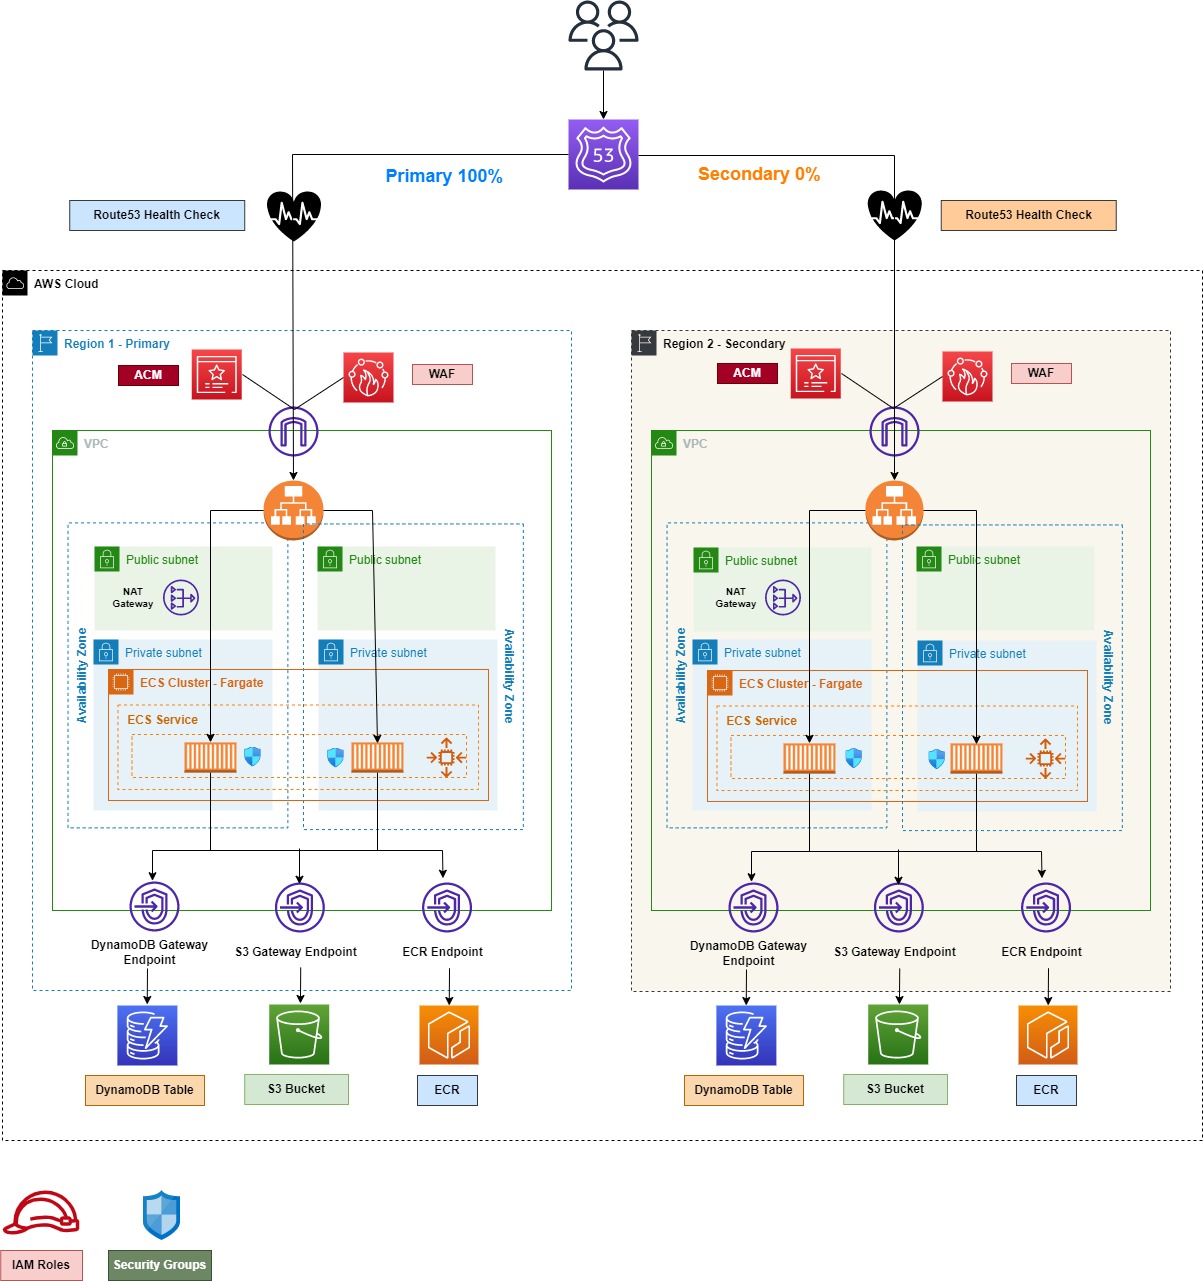 53
Primary 100%
Secondary 0%
Route53 Health Check
Route53 Health Check
AWS Cloud
Region 1 - Primary
ACM
WAF
VPC
Public subnet
Public subnet
NAT
Gateway
Availability Zone
Availability Zone
Private subnet
Private subnet
ECS Cluster - Fargate
ECS Service
DynamoDB Gateway
Endpoint
S3 Gateway Endpoint
ECR Endpoint
DynamoDB Table
S3 Bucket
ECR
Region 2 - Secondary
ACM
WAF
VPC
Public subnet
Public subnet
NAT
Gateway
Availability Zone
Availability Zone
Private subnet
Private subnet
ECS Cluster - Fargate
ECS Service
DynamoDB Gateway
Endpoint
S3 Gateway Endpoint
ECR Endpoint
DynamoDB Table
S3 Bucket
ECR
IAM Roles
Security Groups